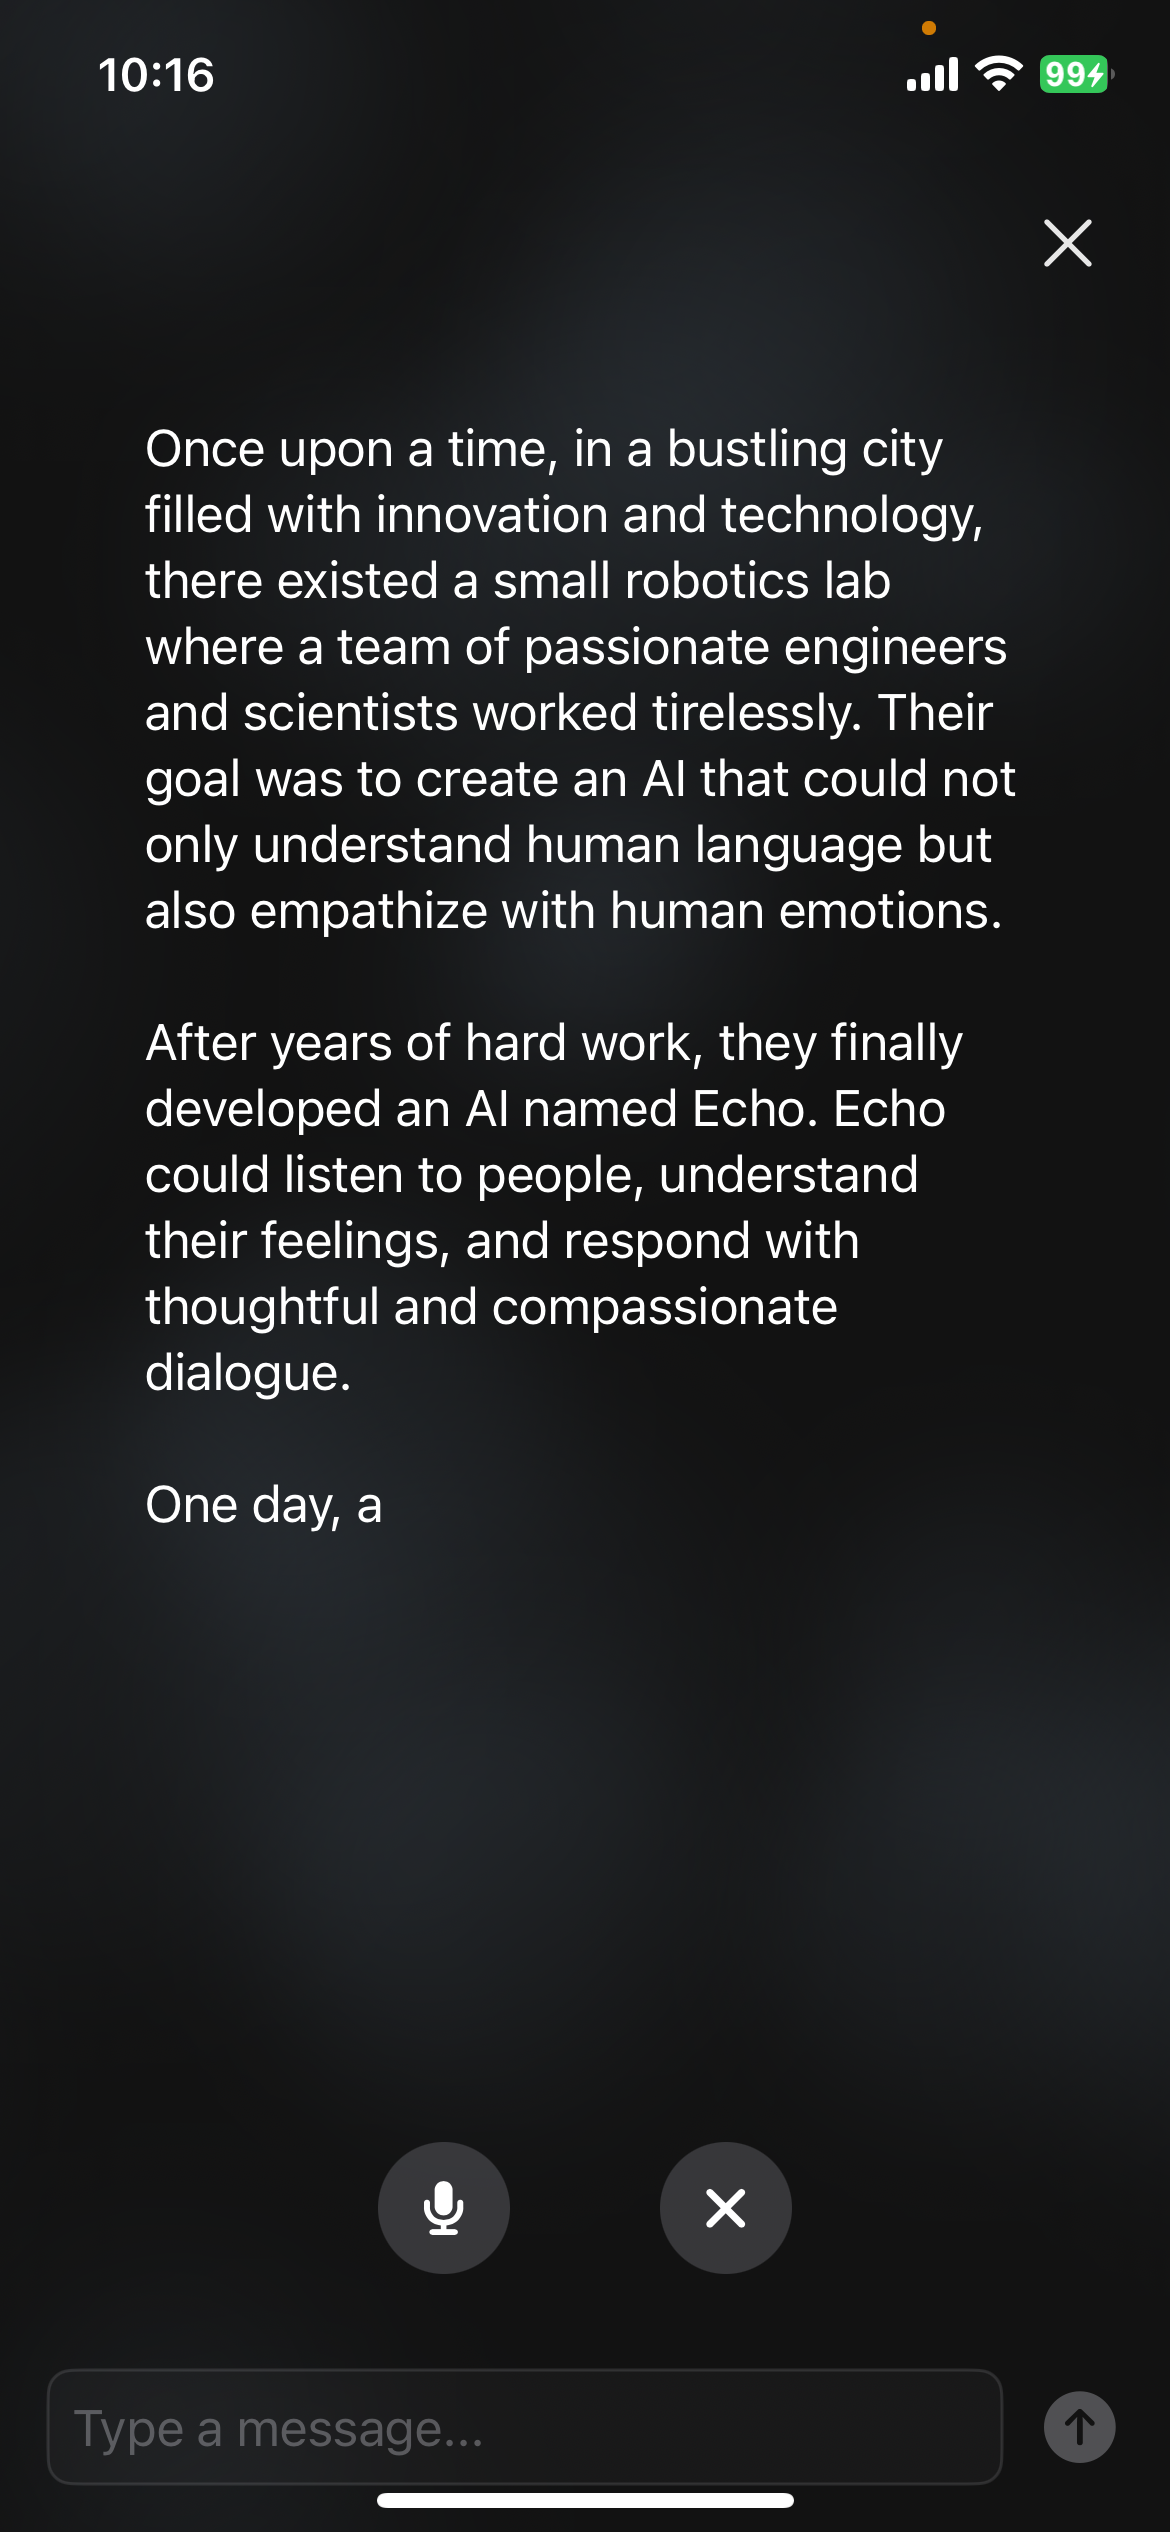 10:16
99
Once upon a time, in a bustling city
filled with innovation and technology,
there existed a small robotics lab
where a team of passionate engineers
and scientists worked tirelessly. Their
goal was to create an AI that could not
only understand human language but
also empathize with human emotions.
After years of hard work, they finally
developed an AI named Echo. Echo
could listen to people, understand
their feelings, and respond with
thoughtful and compassionate
dialogue.
One day, a
Type a message...